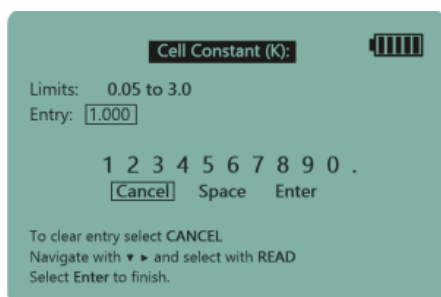 Cell Constant (K):
Limits: 0.05 to 3.0
Entry: 1.000
1 2 3 4 5 6 7 8 9 0 .
Cancel Space Enter
To clear entry select CANCEL
Navigate with ▼ ► and select with READ
Select Enter to finish.